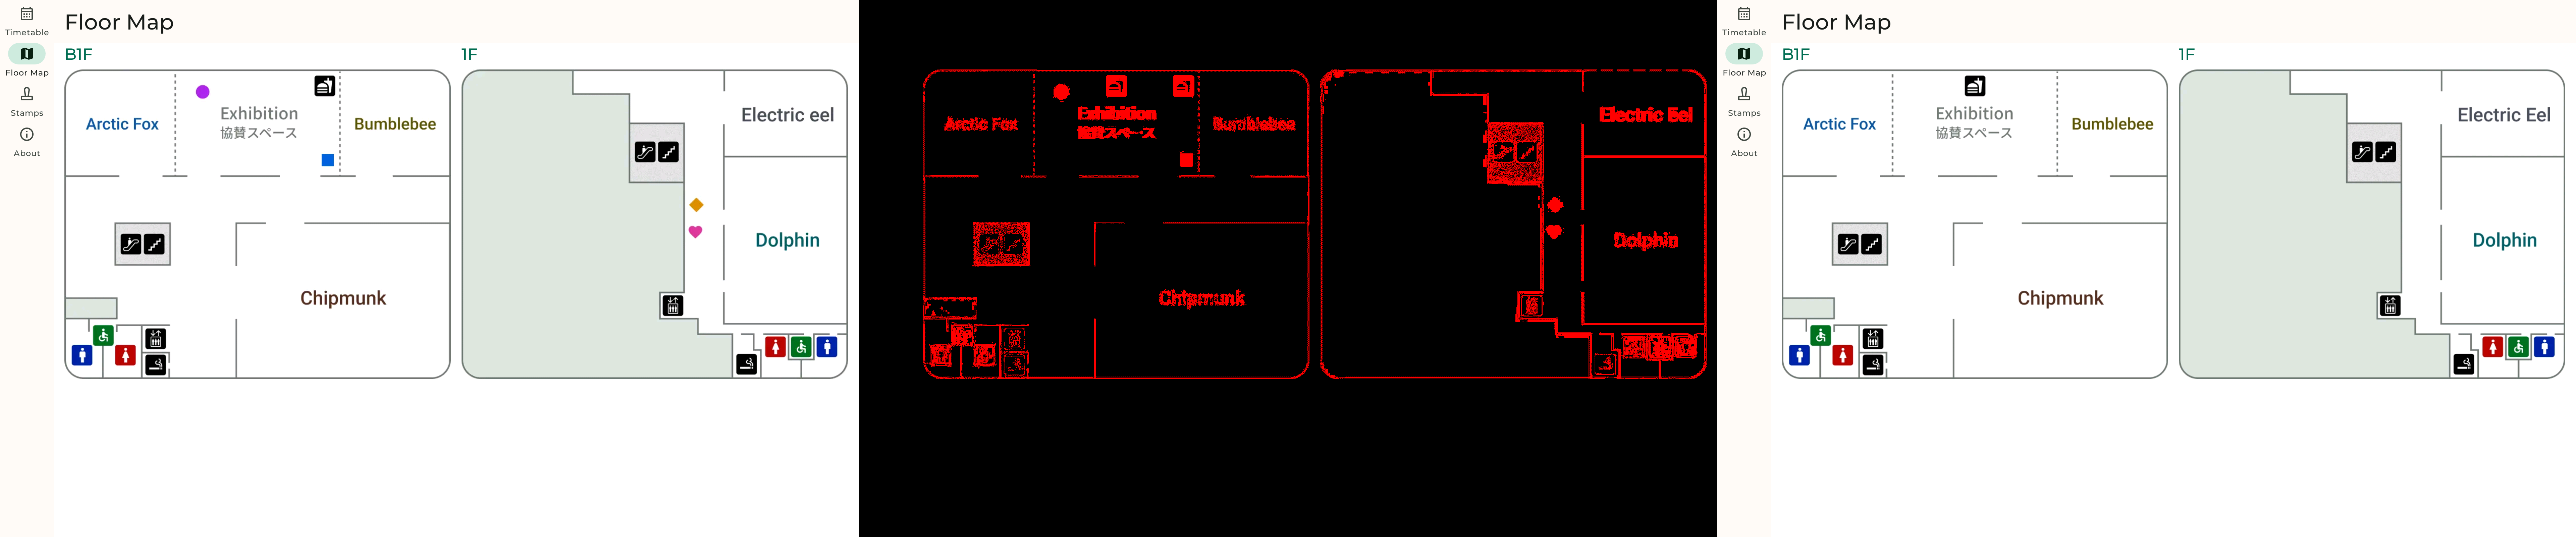 Floor Map
Timetable
Floor Map
Stamps
About
B1F
Arctic Fox
Exhibition
協賛スペース
Bumblebee
Chipmunk
1F
Electric eel
Dolphin
Arctic Fox
Exhibition
協賛スペース
Bumblebee
Chipmunk
Electric Eel
Dolphin
Floor Map
Timetable
Floor Map
Stamps
About
B1F
Arctic Fox
Exhibition
協賛スペース
Bumblebee
Chipmunk
1F
Electric Eel
Dolphin